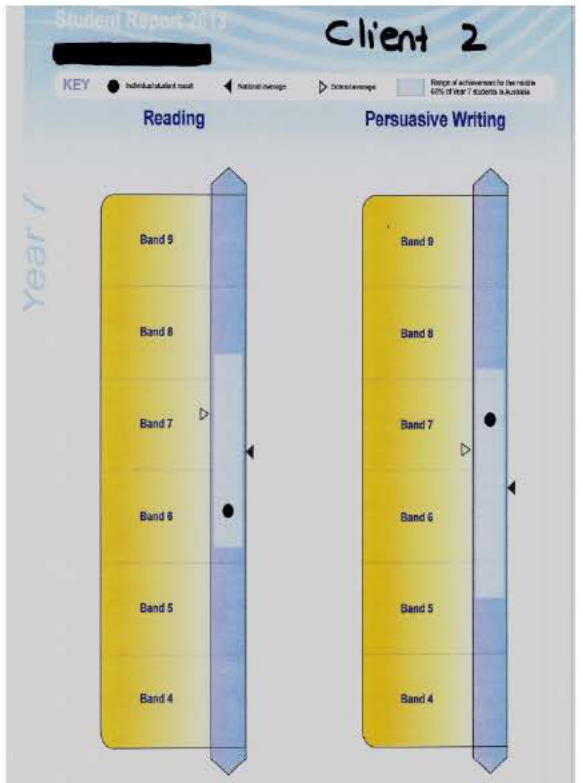 Student Report 2013
Client 2
KEY
Individual student result
National average
School average
Range of achievement for the middle
60% of Year 7 students in Australia
Reading
Persuasive Writing
Year 7
Band 9
Band 8
Band 7
Band 6
Band 5
Band 4
Band 9
Band 8
Band 7
Band 6
Band 5
Band 4